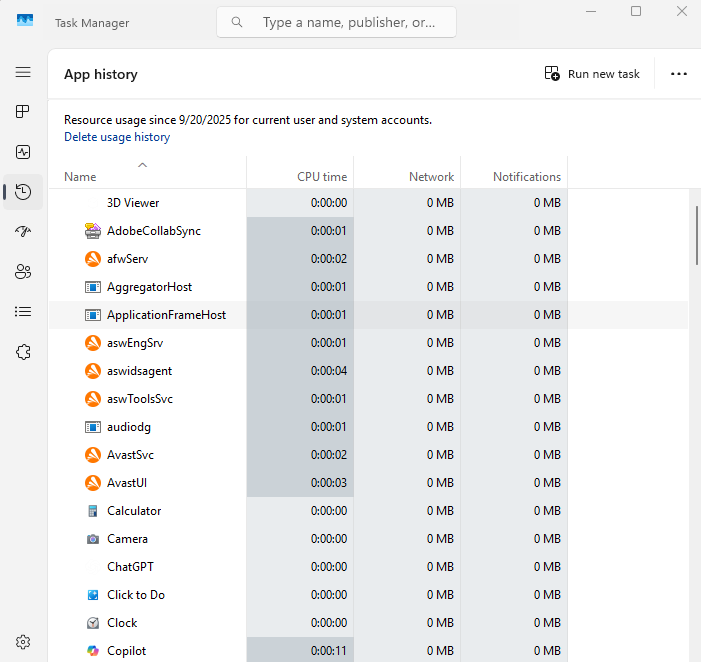 Task Manager
Type a name, publisher, or...
App history
Run new task
Resource usage since 9/20/2025 for current user and system accounts.
Delete usage history
Name CPU time Network Notifications
3D Viewer 0:00:00 0 MB 0 MB
AdobeCollabSync 0:00:01 0 MB 0 MB
afwServ 0:00:02 0 MB 0 MB
AggregatorHost 0:00:01 0 MB 0 MB
ApplicationFrameHost 0:00:01 0 MB 0 MB
aswEngSrv 0:00:01 0 MB 0 MB
aswidsagent 0:00:04 0 MB 0 MB
aswToolsSvc 0:00:01 0 MB 0 MB
audiodg 0:00:01 0 MB 0 MB
AvastSvc 0:00:02 0 MB 0 MB
AvastUI 0:00:03 0 MB 0 MB
Calculator 0:00:00 0 MB 0 MB
Camera 0:00:00 0 MB 0 MB
ChatGPT 0:00:00 0 MB 0 MB
Click to Do 0:00:00 0 MB 0 MB
Clock 0:00:00 0 MB 0 MB
Copilot 0:00:11 0 MB 0 MB